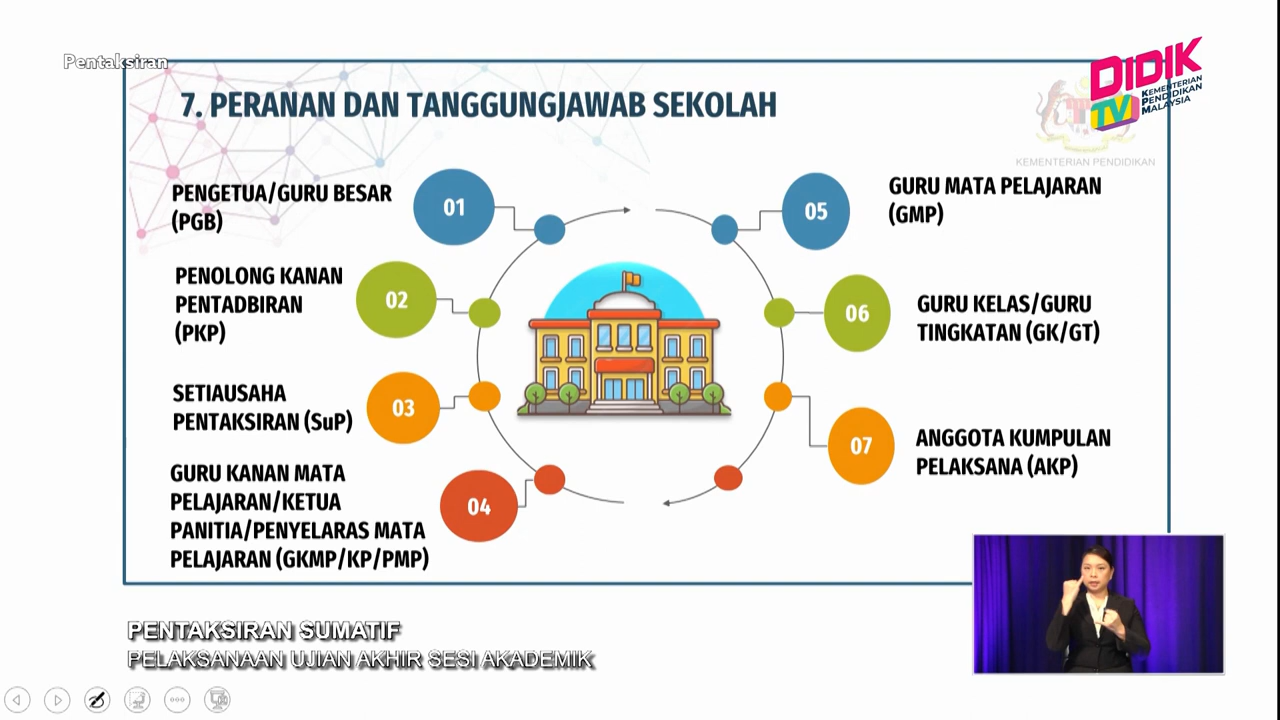 Pentaksiran
DIDIK
TV
KEMENTERIAN
PENDIDIKAN
MALAYSIA
KEMENTERIAN PENDIDIKAN
7. PERANAN DAN TANGGUNGJAWAB SEKOLAH
PENGETUA/GURU BESAR
(PGB)
01
PENOLONG KANAN
PENTADBIRAN
(PKP)
02
SETIAUSAHA
PENTAKSIRAN (SuP)
03
GURU KANAN MATA
PELAJARAN/KETUA
PANITIA/PENYELARAS MATA
PELAJARAN (GKMP/KP/PMP)
04
05
GURU MATA PELAJARAN
(GMP)
06
GURU KELAS/GURU
TINGKATAN (GK/GT)
07
ANGGOTA KUMPULAN
PELAKSANA (AKP)
PENTAKSIRAN SUMATIF
PELAKSANAAN UJIAN AKHIR SESI AKADEMIK